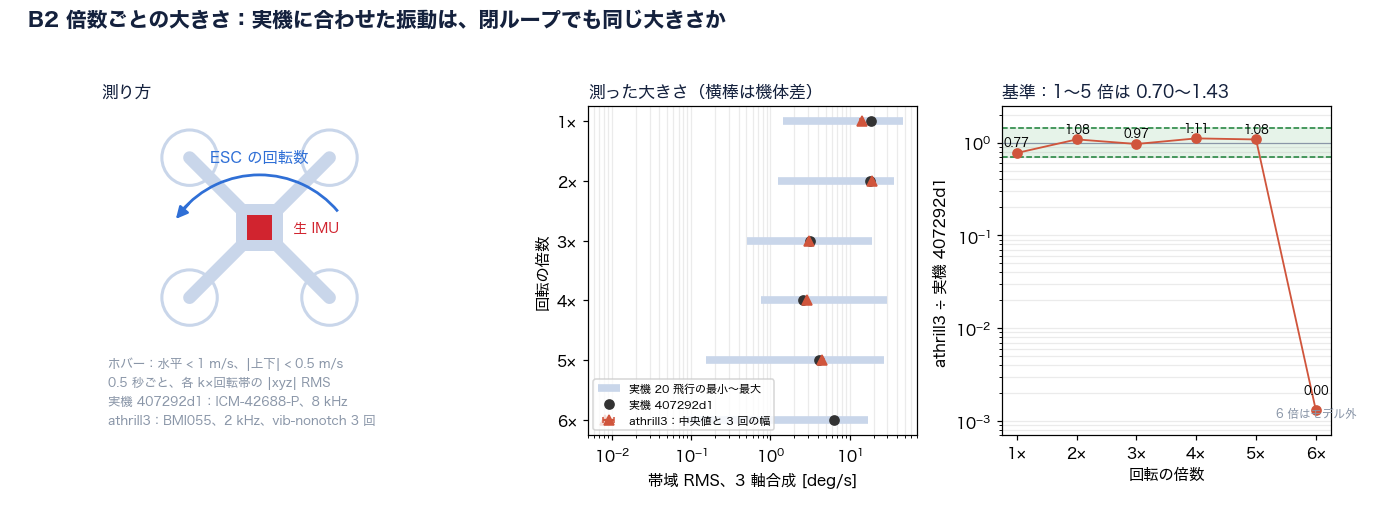 B2 倍数ごとの大きさ：実機に合わせた振動は、閉ループでも同じ大きさか
測り方
ESC の回転数
生 IMU
ホバー：水平 < 1 m/s、|上下| < 0.5 m/s
0.5 秒ごと、各 k×回転帯の |xyz| RMS
実機 407292d1：ICM-42688-P、8 kHz
athrill3：BMI055、2 kHz、vib-nonotch 3 回
測った大きさ（横棒は機体差）
回転の倍数
1×
2×
3×
4×
5×
6×
実機 20 飛行の最小～最大
実機 407292d1
athrill3：中央値と 3 回の幅
10⁻² 10⁻¹ 10⁰ 10¹
帯域 RMS、3 軸合成 [deg/s]
基準：1～5 倍は 0.70～1.43
athrill3 ÷ 実機 407292d1
10⁰
10⁻¹
10⁻²
10⁻³
0.77 1.08 0.97 1.11 1.08
0.00
6 倍はモデル外
1× 2× 3× 4× 5× 6×
回転の倍数